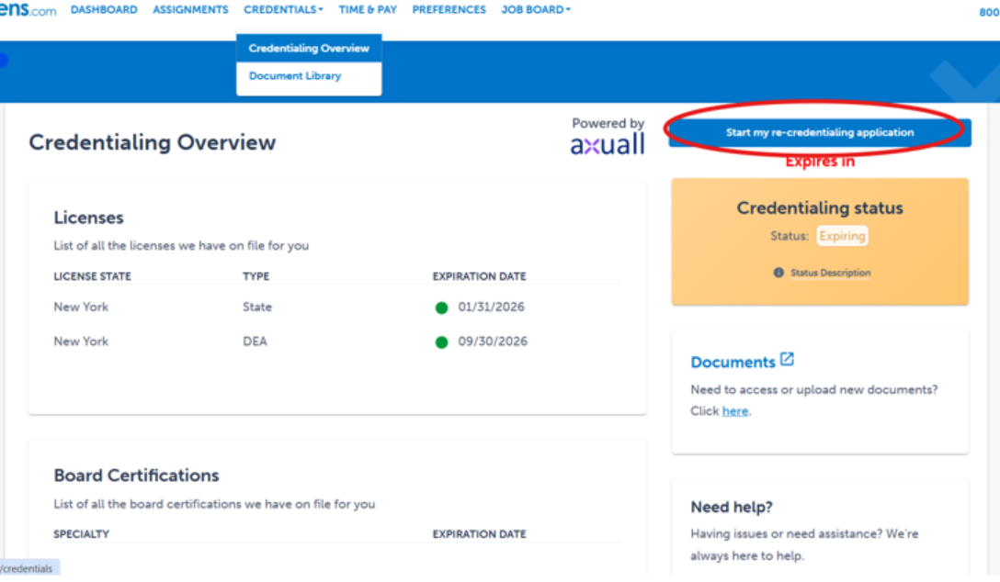 ens.com DASHBOARD ASSIGNMENTS CREDENTIALS TIME & PAY PREFERENCES JOB BOARD 800
Credentialing Overview
Document Library
Credentialing Overview
Powered by
axuall
Start my re-credentialing application
Expires in
Licenses
List of all the licenses we have on file for you
LICENSE STATE TYPE EXPIRATION DATE
New York State 01/31/2026
New York DEA 09/30/2026
Credentialing status
Status: Expiring
Status Description
Documents
Need to access or upload new documents?
Click here.
Board Certifications
List of all the board certifications we have on file for you
SPECIALTY EXPIRATION DATE
Need help?
Having issues or need assistance? We're
always here to help.
/credentials